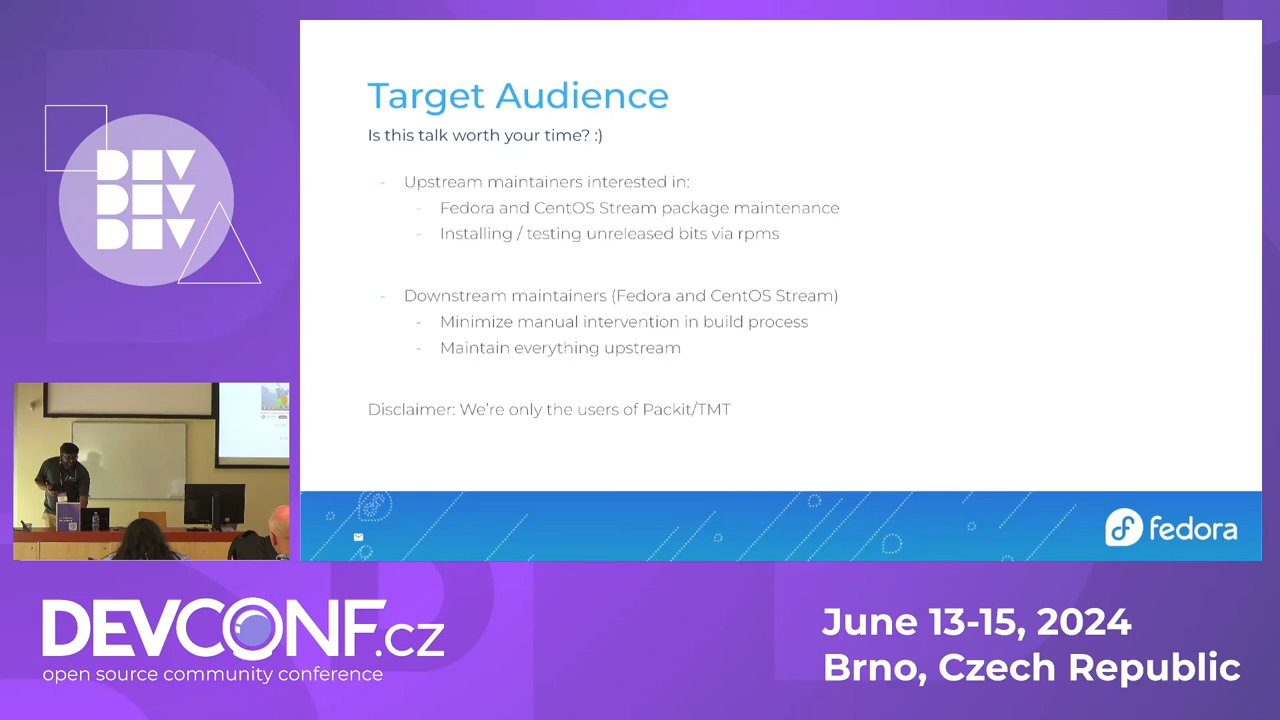 Target Audience
Is this talk worth your time? :)
- Upstream maintainers interested in:
- Fedora and CentOS Stream package maintenance
- Installing / testing unreleased bits via rpms
- Downstream maintainers (Fedora and CentOS Stream)
- Minimize manual intervention in build process
- Maintain everything upstream
Disclaimer: We're only the users of Packit/TMT
fedora
DEV
DEV
DEV
DEVCONF.cz
open source community conference
June 13-15, 2024
Brno, Czech Republic